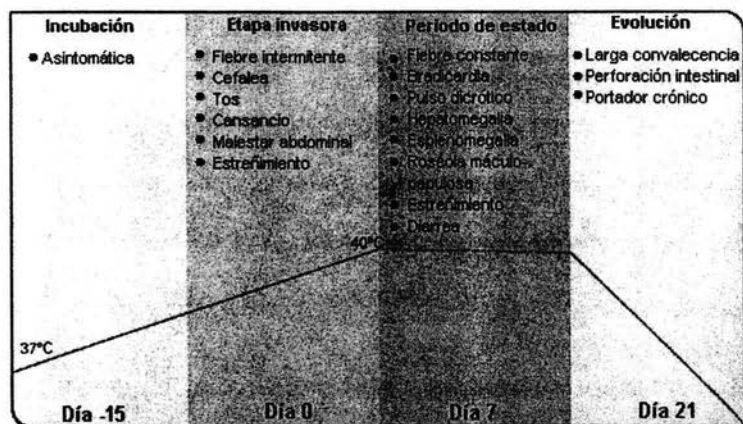 Incubación
• Asintomática
Etapa invasora
• Fiebre intermitente
• Cefalea
• Tos
• Cansancio
• Malestar abdominal
• Estreñimiento
Período de estado
• Fiebre constante
• Bradicardia
• Pulso dicrótico
• Hepatomegalia
• Esplenomegalia
• Roséola máculo-
papulosa
• Estreñimiento
• Diarrea
Evolución
• Larga convalecencia
• Perforación intestinal
• Portador crónico
40°C
37°C
Día -15
Día 0
Día 7
Día 21